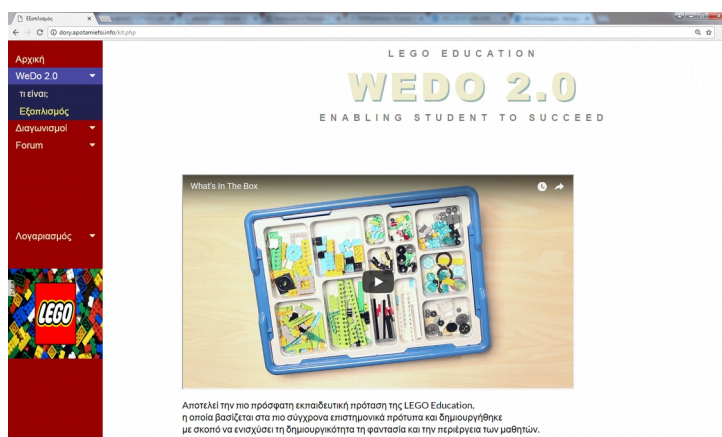 Εξοπλισμός
dory.apotamiefsi.info/kit.php
Αρχική
WeDo 2.0
τι είναι;
Εξοπλισμός
Διαγωνισμοί
Forum
Λογαριασμός
LEGO
LEGO EDUCATION
WEDO 2.0
ENABLING STUDENT TO SUCCEED
What's In The Box
Αποτελεί την πιο πρόσφατη εκπαιδευτική πρόταση της LEGO Education,
η οποία βασίζεται στα πιο σύγχρονα επιστημονικά πρότυπα και δημιουργήθηκε
με σκοπό να ενισχύσει τη δημιουργικότητα τη φαντασία και την περιέργεια των μαθητών.